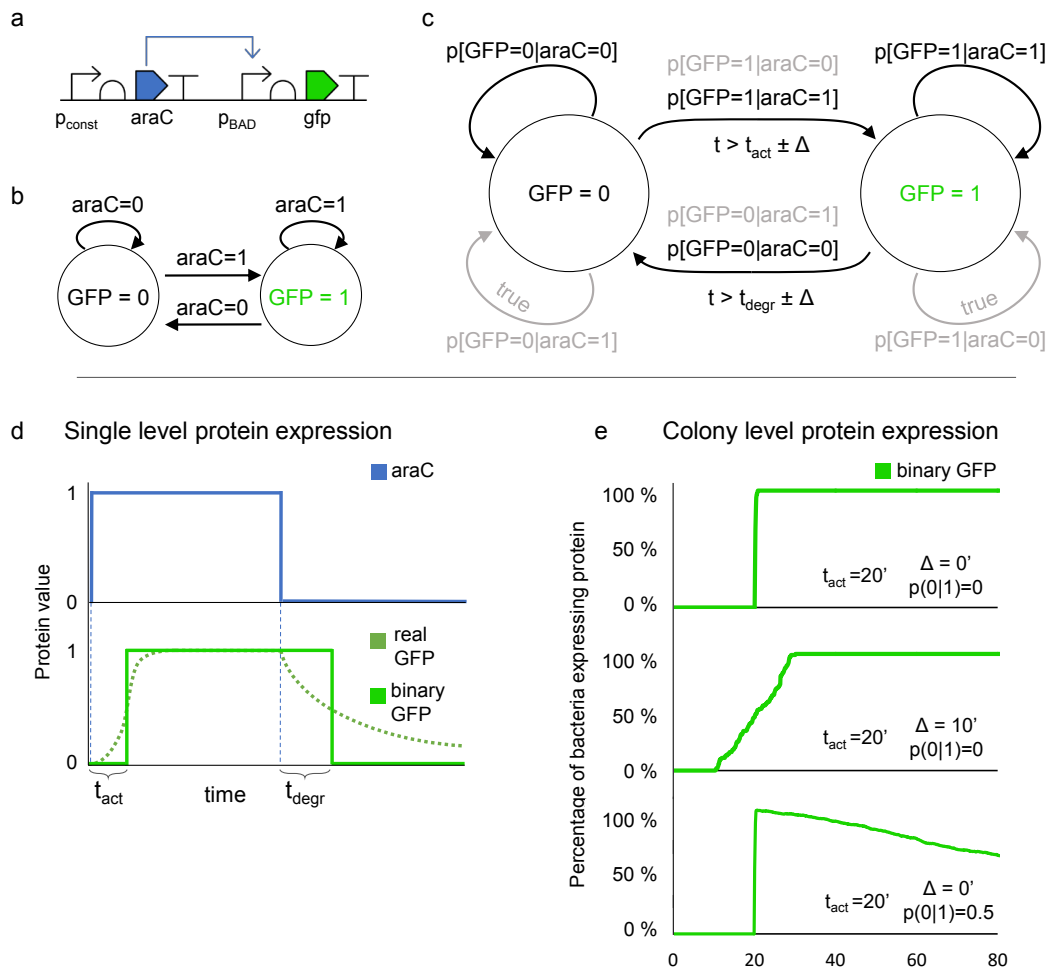 a
p_const araC p_BAD gfp
b
araC=0 araC=1
araC=1
GFP = 0 GFP = 1
araC=0
c
p[GFP=0|araC=0] p[GFP=1|araC=1]
p[GFP=1|araC=0]
p[GFP=1|araC=1]
t > t_act ± Δ
GFP = 0 GFP = 1
p[GFP=0|araC=1]
p[GFP=0|araC=0]
t > t_degr ± Δ
true true
p[GFP=0|araC=1] p[GFP=1|araC=0]
d Single level protein expression
araC
1
0
Protein value
real
GFP
1
binary
GFP
0
t_act time t_degr
e Colony level protein expression
binary GFP
Percentage of bacteria expressing protein
100 %
50 %
t_act =20' Δ = 0'
p(0|1)=0
0 %
100 %
50 %
t_act =20' Δ = 10'
p(0|1)=0
0 %
100 %
50 %
t_act =20' Δ = 0'
p(0|1)=0.5
0 %
0 20 40 60 80